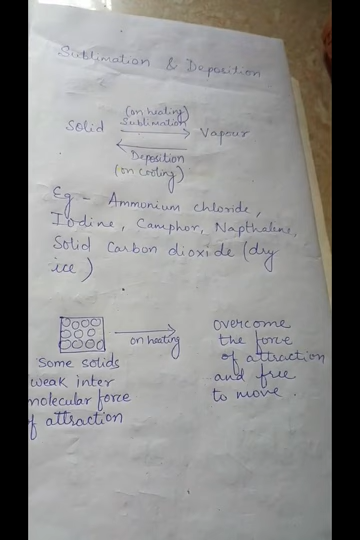 Sublimation & Deposition
(on heating)
Solid Sublimation Vapour
Deposition
(on cooling)
Eg - Ammonium chloride,
Iodine, Camphor, Napthalene,
Solid Carbon dioxide (dry
ice)
on heating
Some solids
weak inter
molecular force
of attraction
overcome
the force
of attraction
and free
to move.